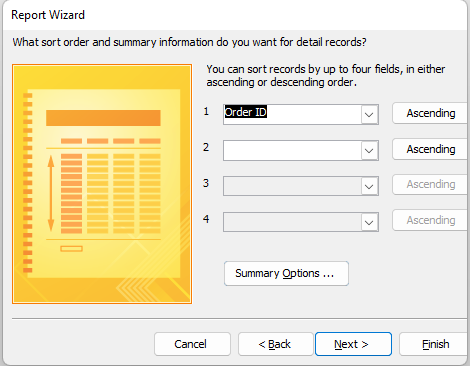 Report Wizard
What sort order and summary information do you want for detail records?
You can sort records by up to four fields, in either
ascending or descending order.
1 Order ID Ascending
2 Ascending
3 Ascending
4 Ascending
Summary Options ...
Cancel < Back Next > Finish